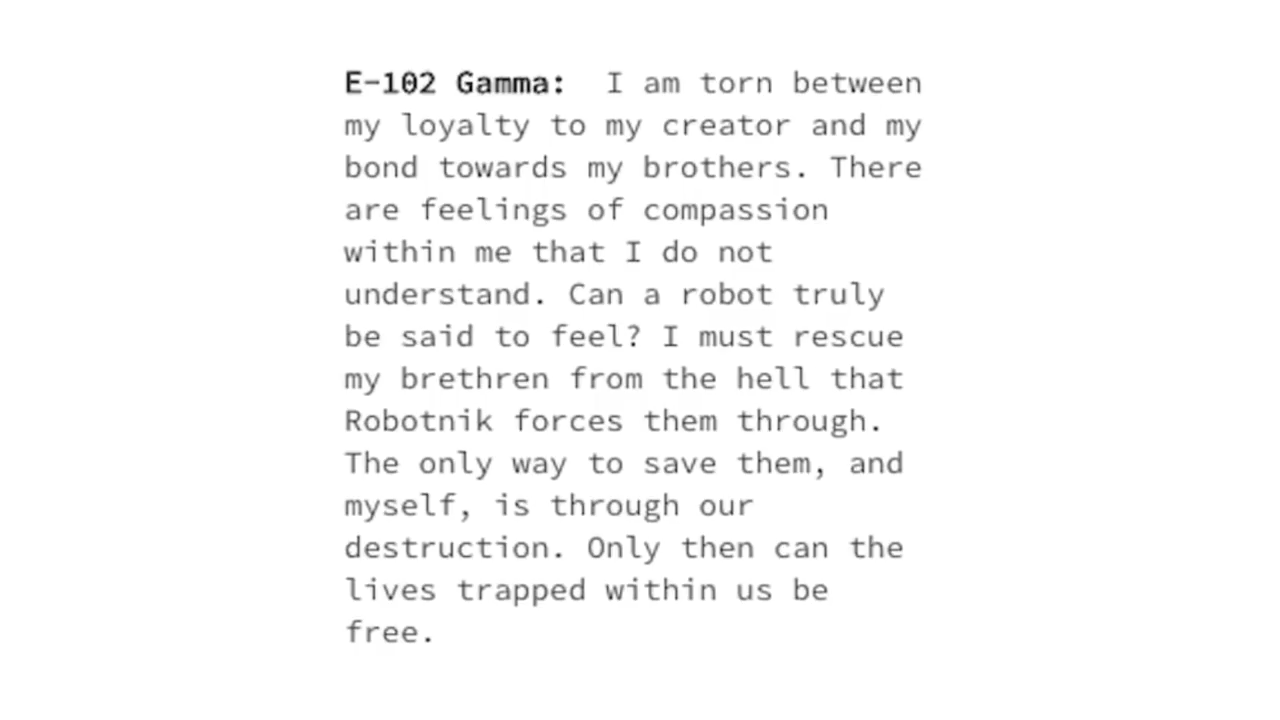 E-102 Gamma: I am torn between
my loyalty to my creator and my
bond towards my brothers. There
are feelings of compassion
within me that I do not
understand. Can a robot truly
be said to feel? I must rescue
my brethren from the hell that
Robotnik forces them through.
The only way to save them, and
myself, is through our
destruction. Only then can the
lives trapped within us be
free.